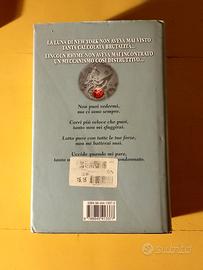 LA LUNA DI NEW YORK NON AVEVA MAI VISTO
TANTA CALCOLATA BRUTALITÀ...
LINCOLN RHYME NON AVEVA MAI INCONTRATO
UN MECCANISMO COSÌ DISTRUTTIVO...
Non puoi vedermi,
ma ci sono sempre.
Corri più veloce che puoi,
tanto non mi sfuggirai.
Lotta pure con tutte le tue forze,
non mi batterai mai.
Uccido quando mi pare,
tanto
subito